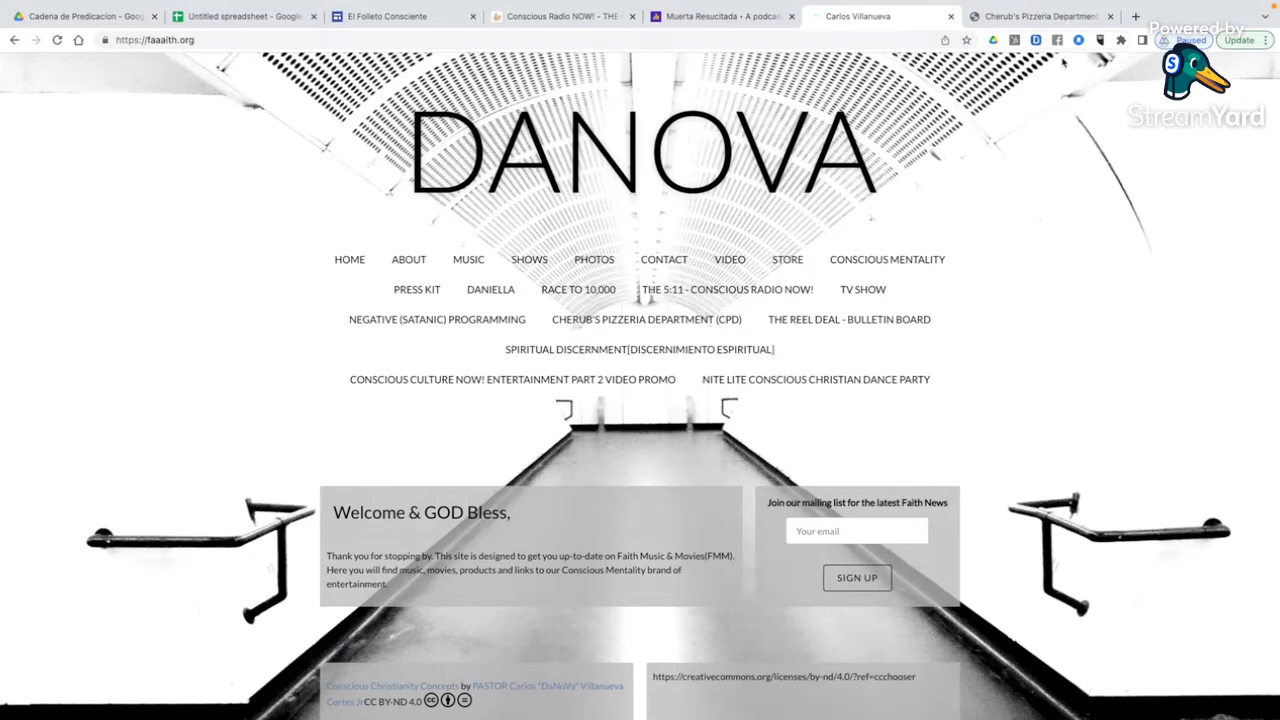 Cadena de Predicacion - Goog
Untitled spreadsheet - Google
El Folleto Consciente
Conscious Radio NOW! - THE
Muerta Resucitada • A podcas
Carlos Villanueva
Cherub's Pizzeria Department
https://faaaith.org
Paused
Update
Powered by
StreamYard
DANOVA
HOME ABOUT MUSIC SHOWS PHOTOS CONTACT VIDEO STORE CONSCIOUS MENTALITY
PRESS KIT DANIELLA RACE TO 10,000 THE 5:11 - CONSCIOUS RADIO NOW! TV SHOW
NEGATIVE (SATANIC) PROGRAMMING CHERUB'S PIZZERIA DEPARTMENT (CPD) THE REEL DEAL - BULLETIN BOARD
SPIRITUAL DISCERNMENT[DISCERNIMIENTO ESPIRITUAL]
CONSCIOUS CULTURE NOW! ENTERTAINMENT PART 2 VIDEO PROMO NITE LITE CONSCIOUS CHRISTIAN DANCE PARTY
Welcome & GOD Bless,
Thank you for stopping by. This site is designed to get you up-to-date on Faith Music & Movies(FMM).
Here you will find music, movies, products and links to our Conscious Mentality brand of
entertainment.
Join our mailing list for the latest Faith News
Your email
SIGN UP
Conscious Christianity Concepts by PASTOR Carlos "DaNoVa" Villanueva
Cortes JrCC BY-ND 4.0
https://creativecommons.org/licenses/by-nd/4.0/?ref=ccchooser